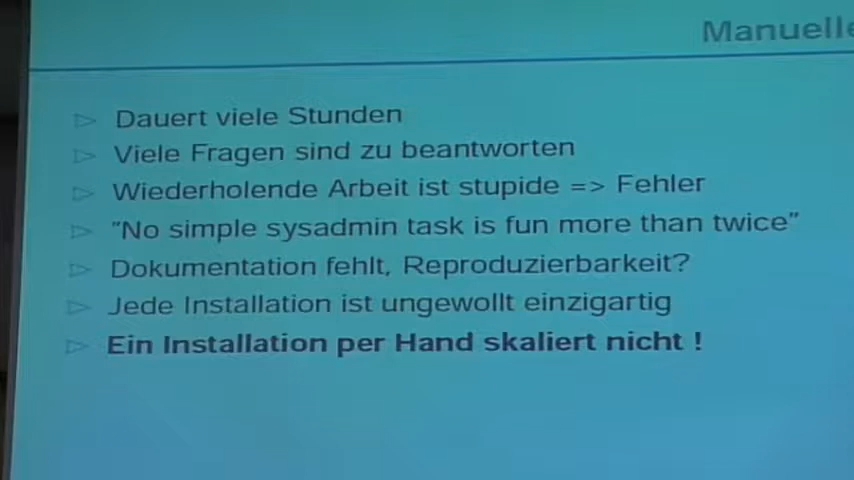 Manuelle
Dauert viele Stunden
Viele Fragen sind zu beantworten
Wiederholende Arbeit ist stupide => Fehler
"No simple sysadmin task is fun more than twice"
Dokumentation fehlt, Reproduzierbarkeit?
Jede Installation ist ungewollt einzigartig
Ein Installation per Hand skaliert nicht !